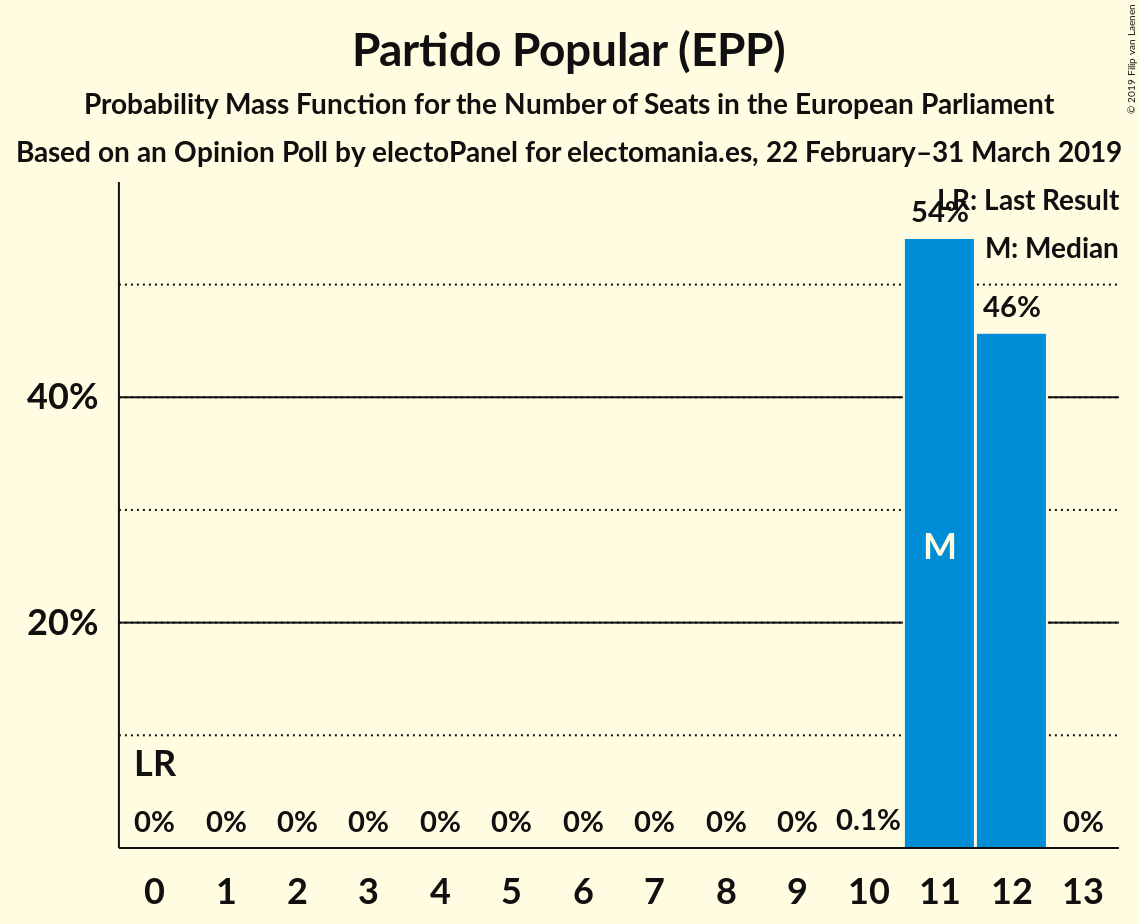 Partido Popular (EPP)
Probability Mass Function for the Number of Seats in the European Parliament
Based on an Opinion Poll by electoPanel for electomania.es, 22 February–31 March 2019
© 2019 Filip van Laenen
LR: Last Result
M: Median
54%
46%
40%
M
20%
LR
0% 0% 0% 0% 0% 0% 0% 0% 0% 0% 0.1% 0%
0 1 2 3 4 5 6 7 8 9 10 11 12 13